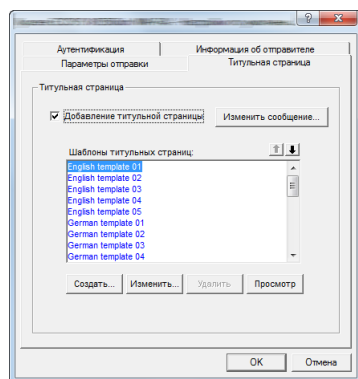 Аутентификация
Информация об отправителе
Параметры отправки
Титульная страница
Титульная страница
Добавление титульной страницы
Изменить сообщение...
Шаблоны титульных страниц:
English template 01
English template 02
English template 03
English template 04
English template 05
German template 01
German template 02
German template 03
German template 04
Создать...
Изменить...
Удалить
Просмотр
OK
Отмена